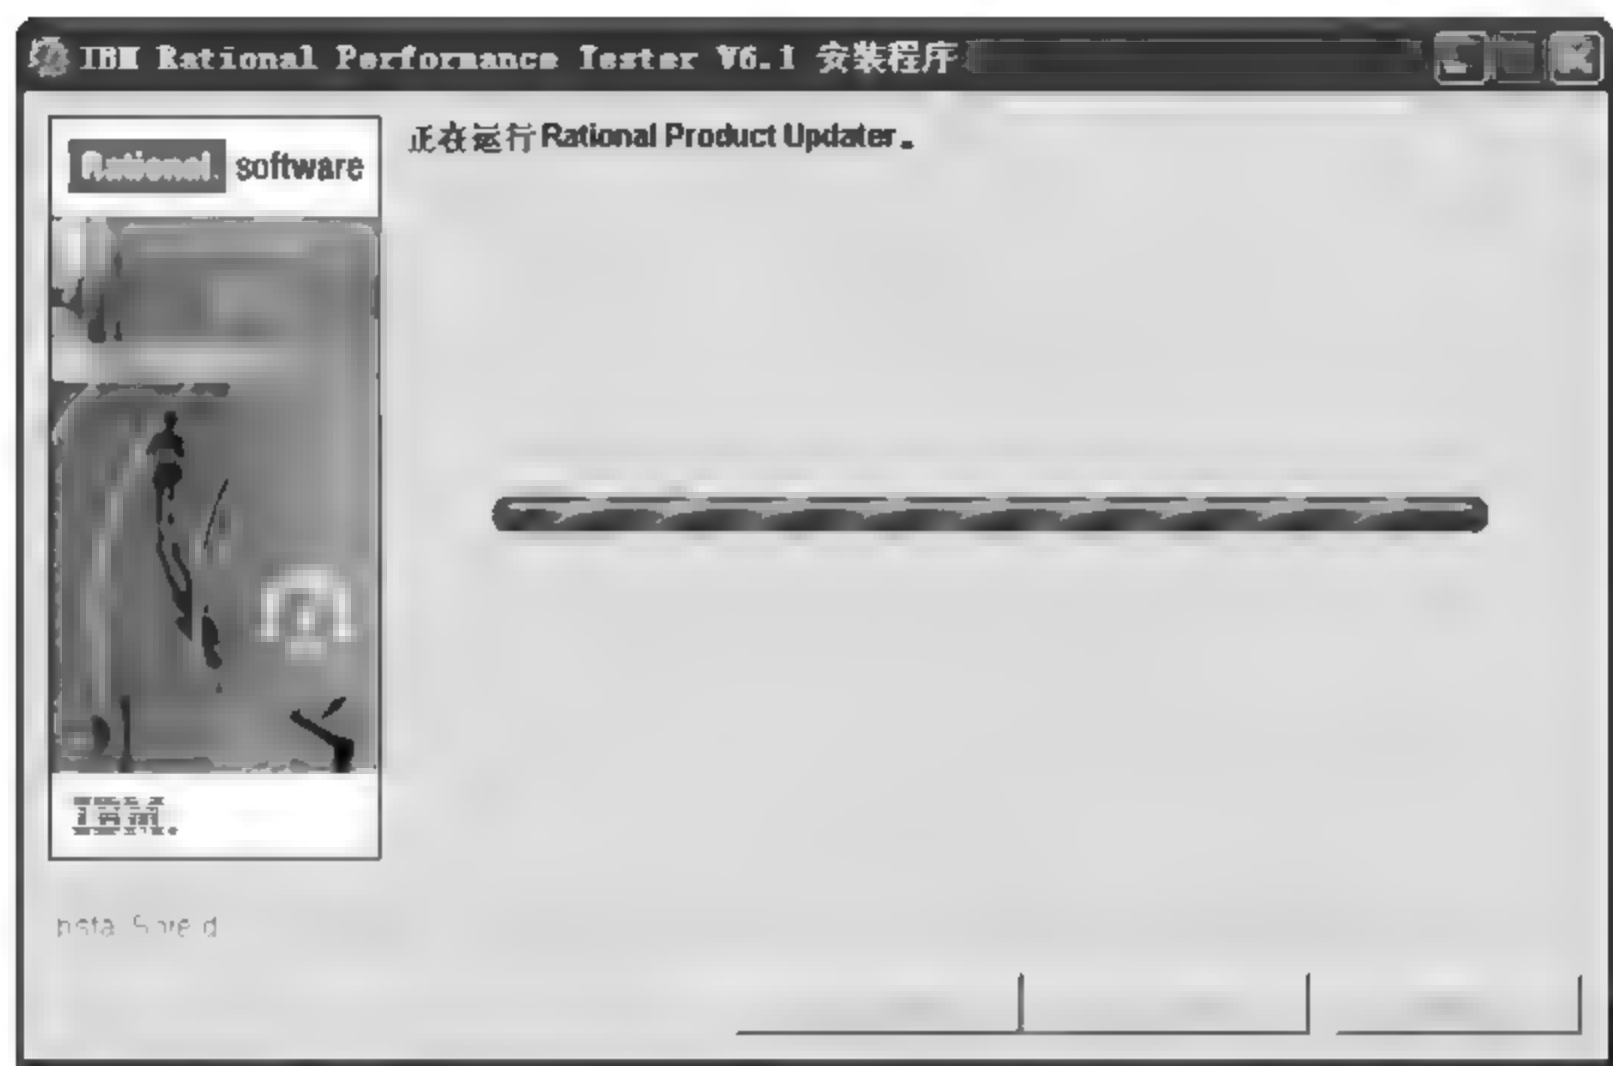 IBM Rational Performance Tester V6.1 安装程序
正在运行 Rational Product Updater。
Rational. software
IBM.
InstallShield